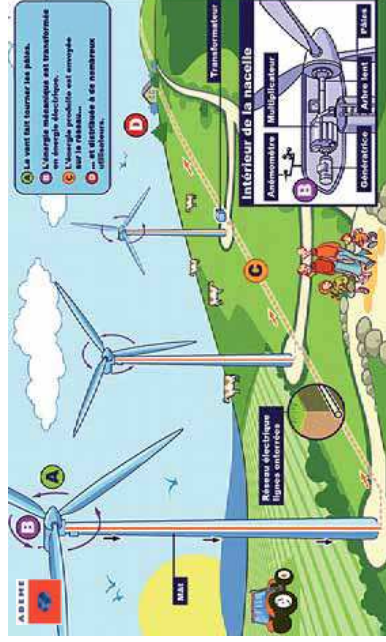 ADEME
A Le vent fait tourner les pales.
B L'énergie mécanique est transformée
en énergie électrique.
C L'énergie produite est envoyée
sur le réseau...
D ... et distribuée à de nombreux
utilisateurs.
B
A
Mât
Réseau électrique
lignes enterrées
C
D
Transformateur
Intérieur de la nacelle
Anémomètre
Multiplicateur
B
Génératrice
Arbre lent
Pâles